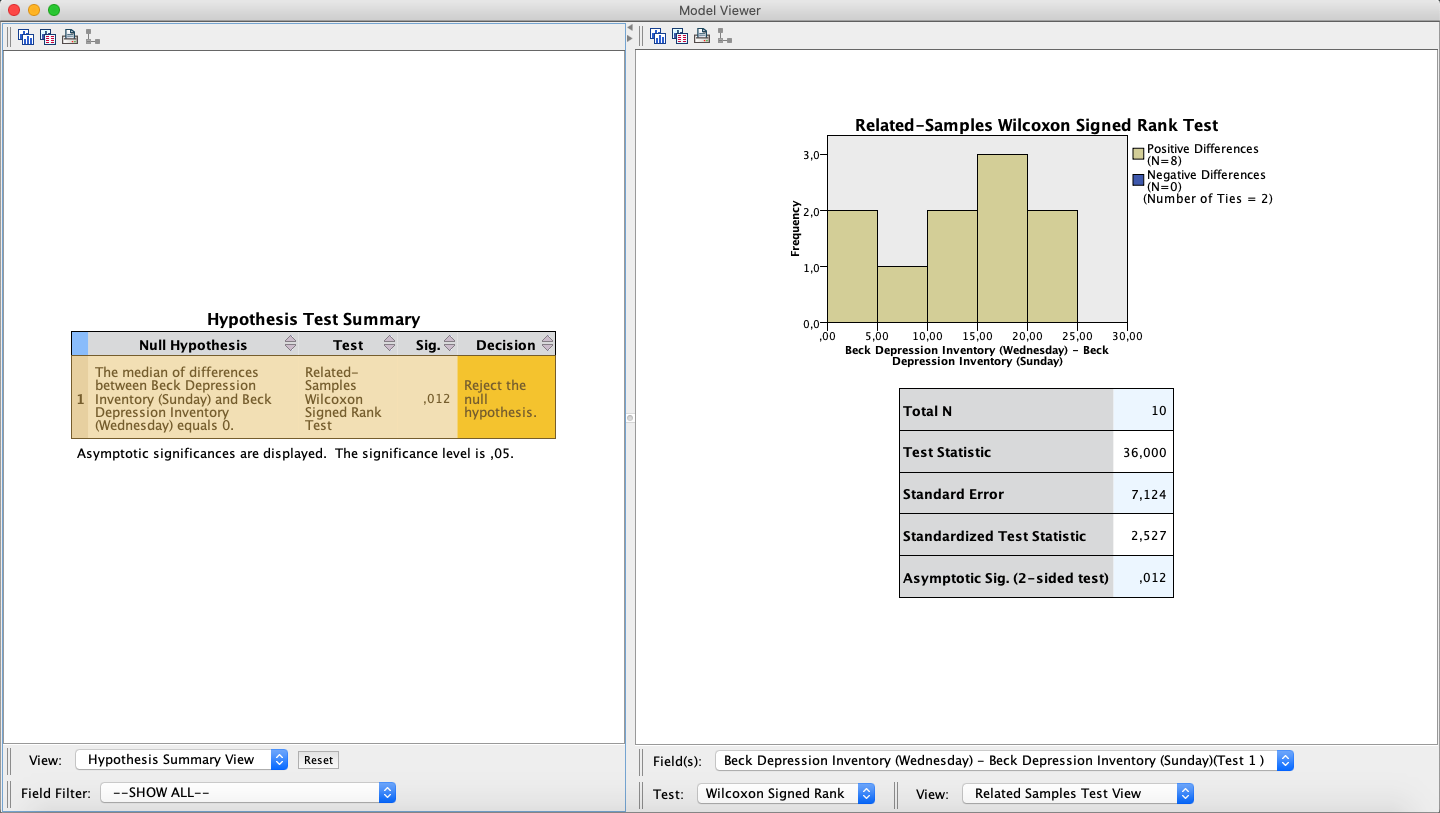 Model Viewer
Hypothesis Test Summary
Null Hypothesis Test Sig. Decision
1
The median of differences
between Beck Depression
Inventory (Sunday) and Beck
Depression Inventory
(Wednesday) equals 0.
Related-
Samples
Wilcoxon
Signed Rank
Test
,012
Reject the
null
hypothesis.
Asymptotic significances are displayed.  The significance level is ,05.
View: Hypothesis Summary View Reset
Field Filter: --SHOW ALL--
Related-Samples Wilcoxon Signed Rank Test
Frequency
3,0
2,0
1,0
0,0
,00 5,00 10,00 15,00 20,00 25,00 30,00
Beck Depression Inventory (Wednesday) - Beck
Depression Inventory (Sunday)
Positive Differences
(N=8)
Negative Differences
(N=0)
(Number of Ties = 2)
Total N 10
Test Statistic 36,000
Standard Error 7,124
Standardized Test Statistic 2,527
Asymptotic Sig. (2-sided test) ,012
Field(s): Beck Depression Inventory (Wednesday) - Beck Depression Inventory (Sunday)(Test 1 )
Test: Wilcoxon Signed Rank View: Related Samples Test View